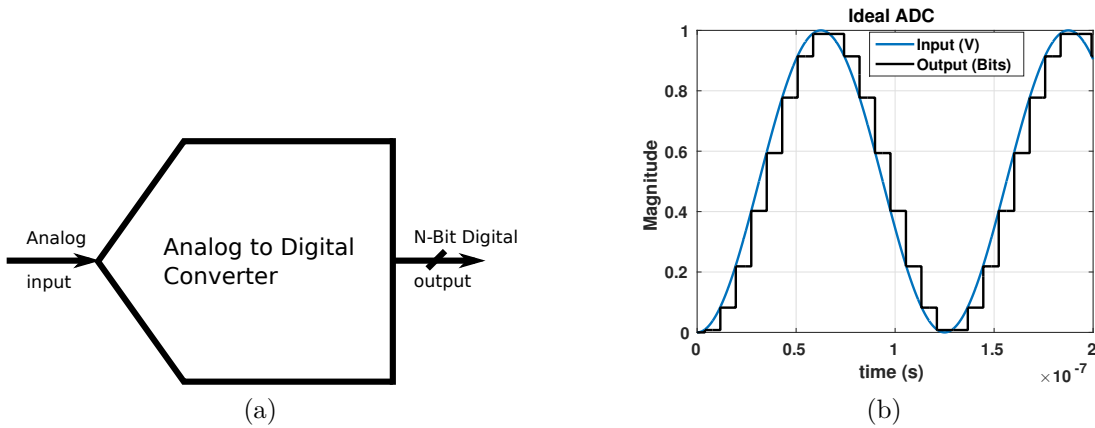 Analog
input
Analog to Digital
Converter
N-Bit Digital
output
(a)
Ideal ADC
Input (V)
Output (Bits)
Magnitude
1
0.8
0.6
0.4
0.2
0
0
0.5
1
1.5
2
time (s)
×10⁻⁷
(b)